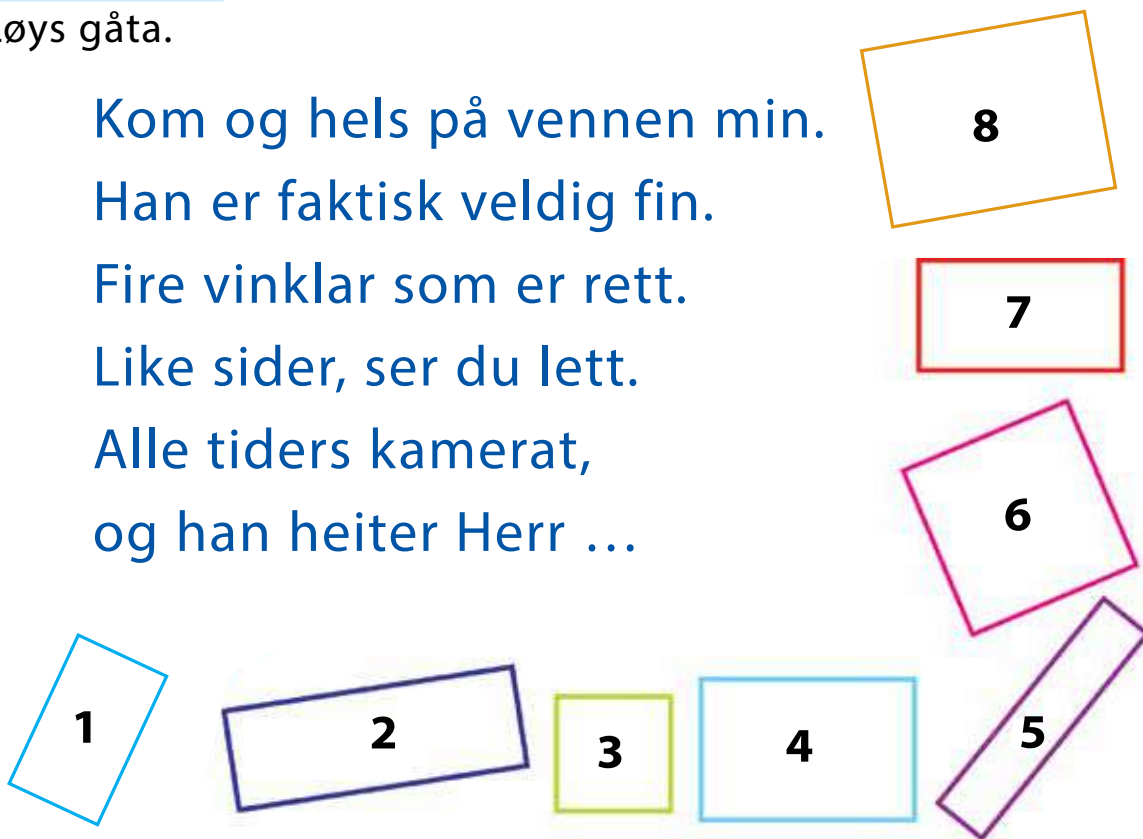 øys gåta.
Kom og hels på vennen min.
Han er faktisk veldig fin.
Fire vinklar som er rett.
Like sider, ser du lett.
Alle tiders kamerat,
og han heiter Herr …
8
7
6
5
1
2
3
4